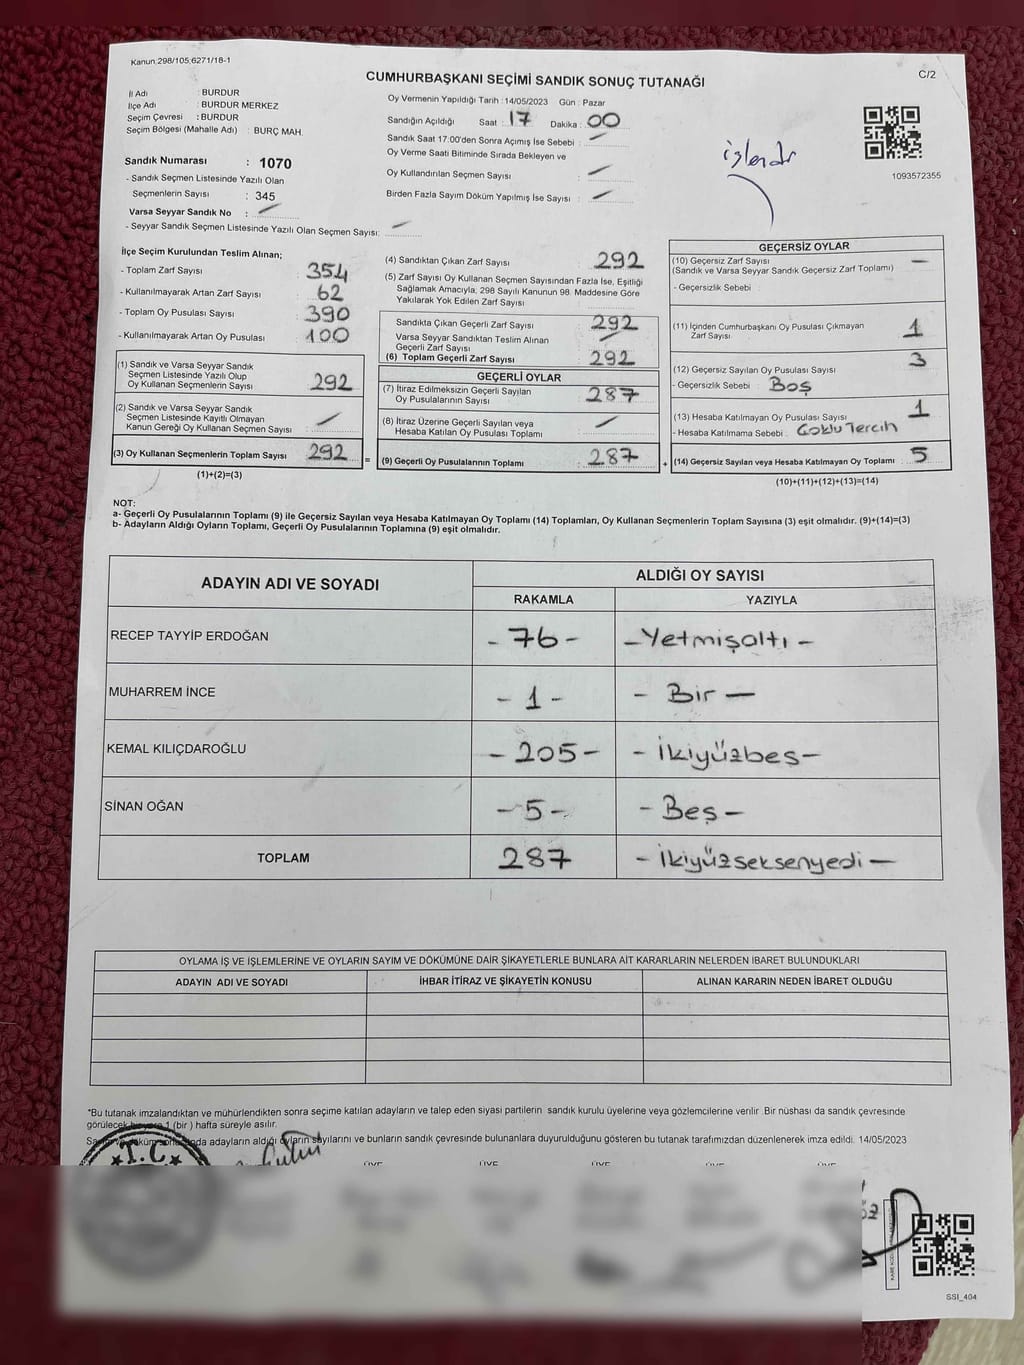 Kanun 298/105,6271/18-1
C/2
CUMHURBAŞKANI SEÇİMİ SANDIK SONUÇ TUTANAĞI
İl Adı : BURDUR
İlçe Adı : BURDUR MERKEZ
Seçim Çevresi : BURDUR
Seçim Bölgesi (Mahalle Adı) : BURÇ MAH.
Sandık Numarası : 1070
- Sandık Seçmen Listesinde Yazılı Olan
Seçmenlerin Sayısı : 345
Varsa Seyyar Sandık No : —
- Seyyar Sandık Seçmen Listesinde Yazılı Olan Seçmen Sayısı: —
Oy Vermenin Yapıldığı Tarih : 14/05/2023 Gün : Pazar
Sandığın Açıldığı Saat : 17 Dakika : 00
Sandık Saat 17:00'den Sonra Açımış İse Sebebi : —
Oy Verme Saati Bitiminde Sırada Bekleyen ve
Oy Kullandırılan Seçmen Sayısı : —
Birden Fazla Sayım Döküm Yapılmış İse Sayısı : —
işlendi
1093572355
İlçe Seçim Kurulundan Teslim Alınan;
- Toplam Zarf Sayısı : 354
- Kullanılmayarak Artan Zarf Sayısı : 62
- Toplam Oy Pusulası Sayısı : 390
- Kullanılmayarak Artan Oy Pusulası : 100
(1) Sandık ve Varsa Seyyar Sandık
Seçmen Listesinde Yazılı Olup
Oy Kullanan Seçmenlerin Sayısı : 292
(2) Sandık ve Varsa Seyyar Sandık
Seçmen Listesinde Kayıtlı Olmayan
Kanun Gereği Oy Kullanan Seçmen Sayısı : —
(3) Oy Kullanan Seçmenlerin Toplam Sayısı : 292
(1)+(2)=(3)
=
(4) Sandıktan Çıkan Zarf Sayısı 292
(5) Zarf Sayısı Oy Kullanan Seçmen Sayısından Fazla İse, Eşitliği
Sağlamak Amacıyla, 298 Sayılı Kanunun 98. Maddesine Göre
Yakılarak Yok Edilen Zarf Sayısı
Sandıkta Çıkan Geçerli Zarf Sayısı : 292
Varsa Seyyar Sandıktan Teslim Alınan
Geçerli Zarf Sayısı : —
(6) Toplam Geçerli Zarf Sayısı : 292
GEÇERLİ OYLAR
(7) İtiraz Edilmeksizin Geçerli Sayılan
Oy Pusulalarının Sayısı : 287
(8) İtiraz Üzerine Geçerli Sayılan veya
Hesaba Katılan Oy Pusulası Toplamı : —
(9) Geçerli Oy Pusulalarının Toplamı : 287
+
GEÇERSİZ OYLAR
(10) Geçersiz Zarf Sayısı —
(Sandık ve Varsa Seyyar Sandık Geçersiz Zarf Toplamı)
- Geçersizlik Sebebi :
(11) İçinden Cumhurbaşkanı Oy Pusulası Çıkmayan
Zarf Sayısı : 1
(12) Geçersiz Sayılan Oy Pusulası Sayısı : 3
- Geçersizlik Sebebi : Boş
(13) Hesaba Katılmayan Oy Pusulası Sayısı : 1
- Hesaba Katılmama Sebebi : Çoklu Tercih
(14) Geçersiz Sayılan veya Hesaba Katılmayan Oy Toplamı : 5
(10)+(11)+(12)+(13)=(14)
NOT:
a- Geçerli Oy Pusulalarının Toplamı (9) ile Geçersiz Sayılan veya Hesaba Katılmayan Oy Toplamı (14) Toplamları, Oy Kullanan Seçmenlerin Toplam Sayısına (3) eşit olmalıdır. (9)+(14)=(3)
b- Adayların Aldığı Oyların Toplamı, Geçerli Oy Pusulalarının Toplamına (9) eşit olmalıdır.
ADAYIN ADI VE SOYADI ALDIĞI OY SAYISI
RAKAMLA YAZIYLA
RECEP TAYYİP ERDOĞAN - 76 - - Yetmişaltı -
MUHARREM İNCE - 1 - - Bir -
KEMAL KILIÇDAROĞLU - 205 - - İkiyüzbeş -
SİNAN OĞAN - 5 - - Beş -
TOPLAM 287 - İkiyüzseksenyedi -
OYLAMA İŞ VE İŞLEMLERİNE VE OYLARIN SAYIM VE DÖKÜMÜNE DAİR ŞİKAYETLERLE BUNLARA AİT KARARLARIN NELERDEN İBARET BULUNDUKLARI
ADAYIN ADI VE SOYADI İHBAR İTİRAZ VE ŞİKAYETİN KONUSU ALINAN KARARIN NEDEN İBARET OLDUĞU
*Bu tutanak imzalandıktan ve mühürlendikten sonra seçime katılan adayların ve talep eden siyasi partilerin sandık kurulu üyelerine veya gözlemcilerine verilir. Bir nüshası da sandık çevresinde
görülecek bir yere 1 (bir) hafta süreyle asılır.
adayların aldığı oyların sayılarını ve bunların sandık çevresinde bulunanlara duyurulduğunu gösteren bu tutanak tarafımızdan düzenlenerek imza edildi. 14/05/2023
T.C.
ÜYE ÜYE ÜYE ÜYE ÜYE
SSİ_404